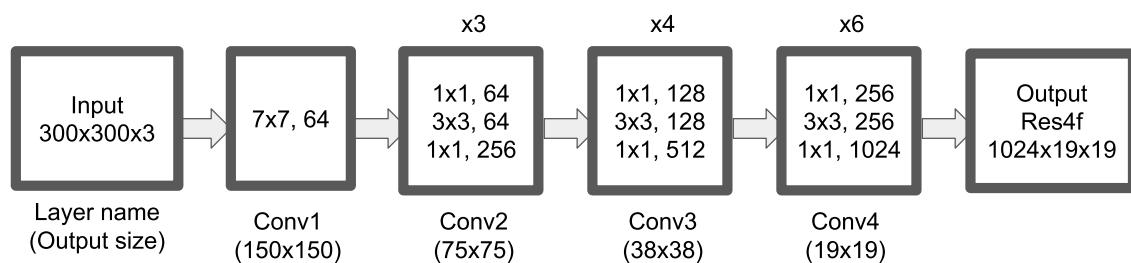 x3
x4
x6
Input
300x300x3
7x7, 64
1x1, 64
3x3, 64
1x1, 256
1x1, 128
3x3, 128
1x1, 512
1x1, 256
3x3, 256
1x1, 1024
Output
Res4f
1024x19x19
Layer name
(Output size)
Conv1
(150x150)
Conv2
(75x75)
Conv3
(38x38)
Conv4
(19x19)